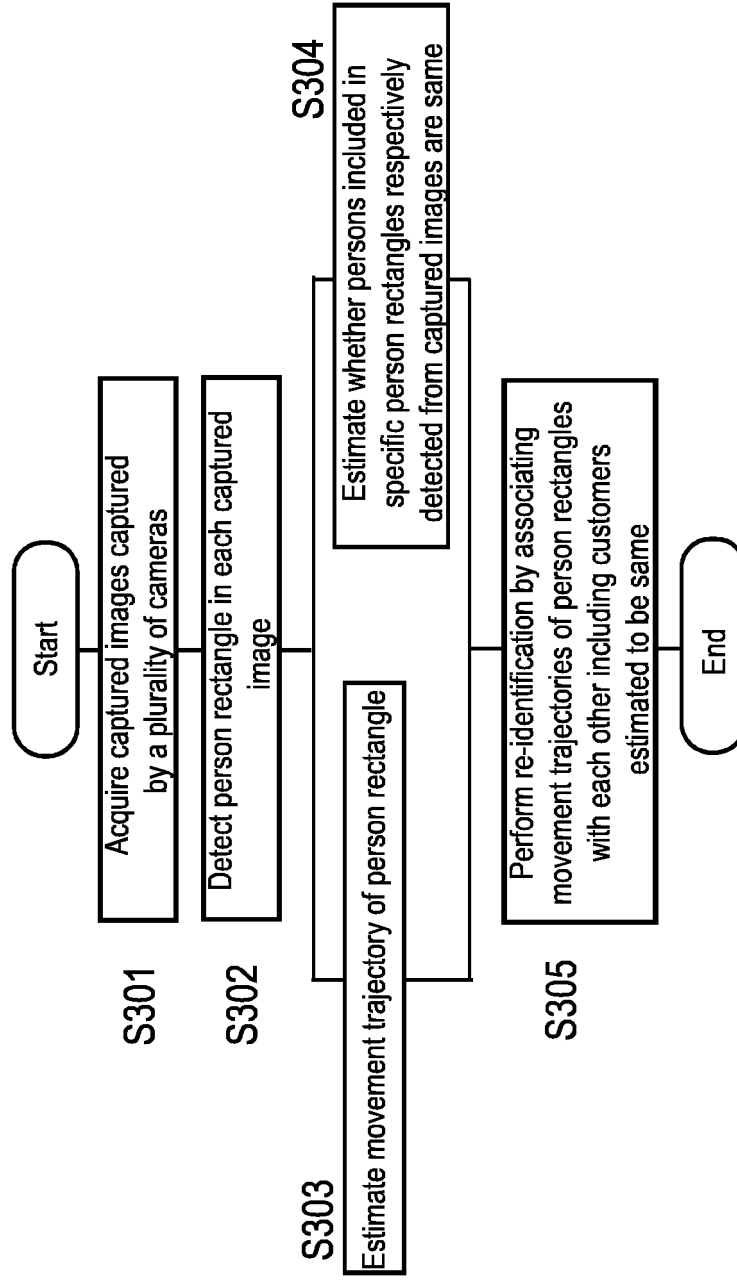 Start
S301
Acquire captured images captured
by a plurality of cameras
S302
Detect person rectangle in each captured
image
S303
Estimate movement trajectory of person rectangle
S304
Estimate whether persons included in
specific person rectangles respectively
detected from captured images are same
S305
Perform re-identification by associating
movement trajectories of person rectangles
with each other including customers
estimated to be same
End